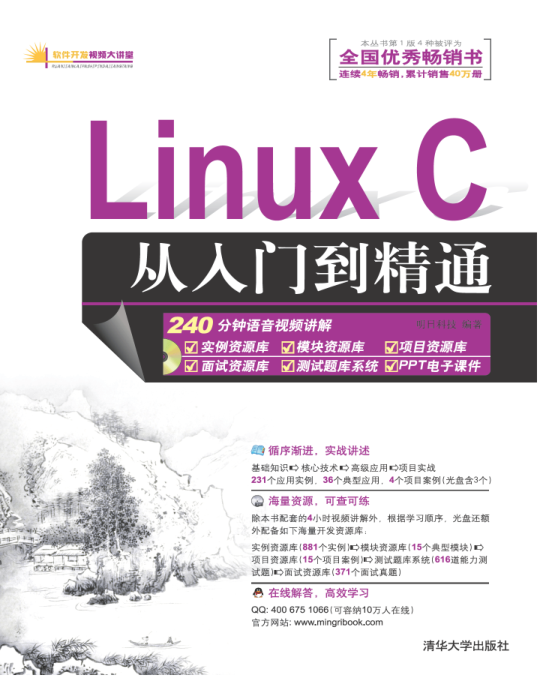 软件开发视频大讲堂
本丛书第1版4种被评为
全国优秀畅销书
连续4年畅销,累计销售40万册
Linux C
从入门到精通
240 分钟语音视频讲解
明日科技 编著
实例资源库 模块资源库 项目资源库
面试资源库 测试题库系统 PPT电子课件
循序渐进,实战讲述
基础知识➪核心技术➪高级应用➪项目实战
231个应用实例,36个典型应用,4个项目案例(光盘含3个)
海量资源,可查可练
除本书配套的4小时视频讲解外,根据学习顺序,光盘还额
外配备如下海量开发资源库:
实例资源库(881个实例)➪模块资源库(15个典型模块)➪
项目资源库(15个项目案例)➪测试题库系统(616道能力测
试题)➪面试资源库(371个面试真题)
在线解答,高效学习
QQ: 400 675 1066(可容纳10万人在线)
官方网站: www.mingribook.com
清华大学出版社